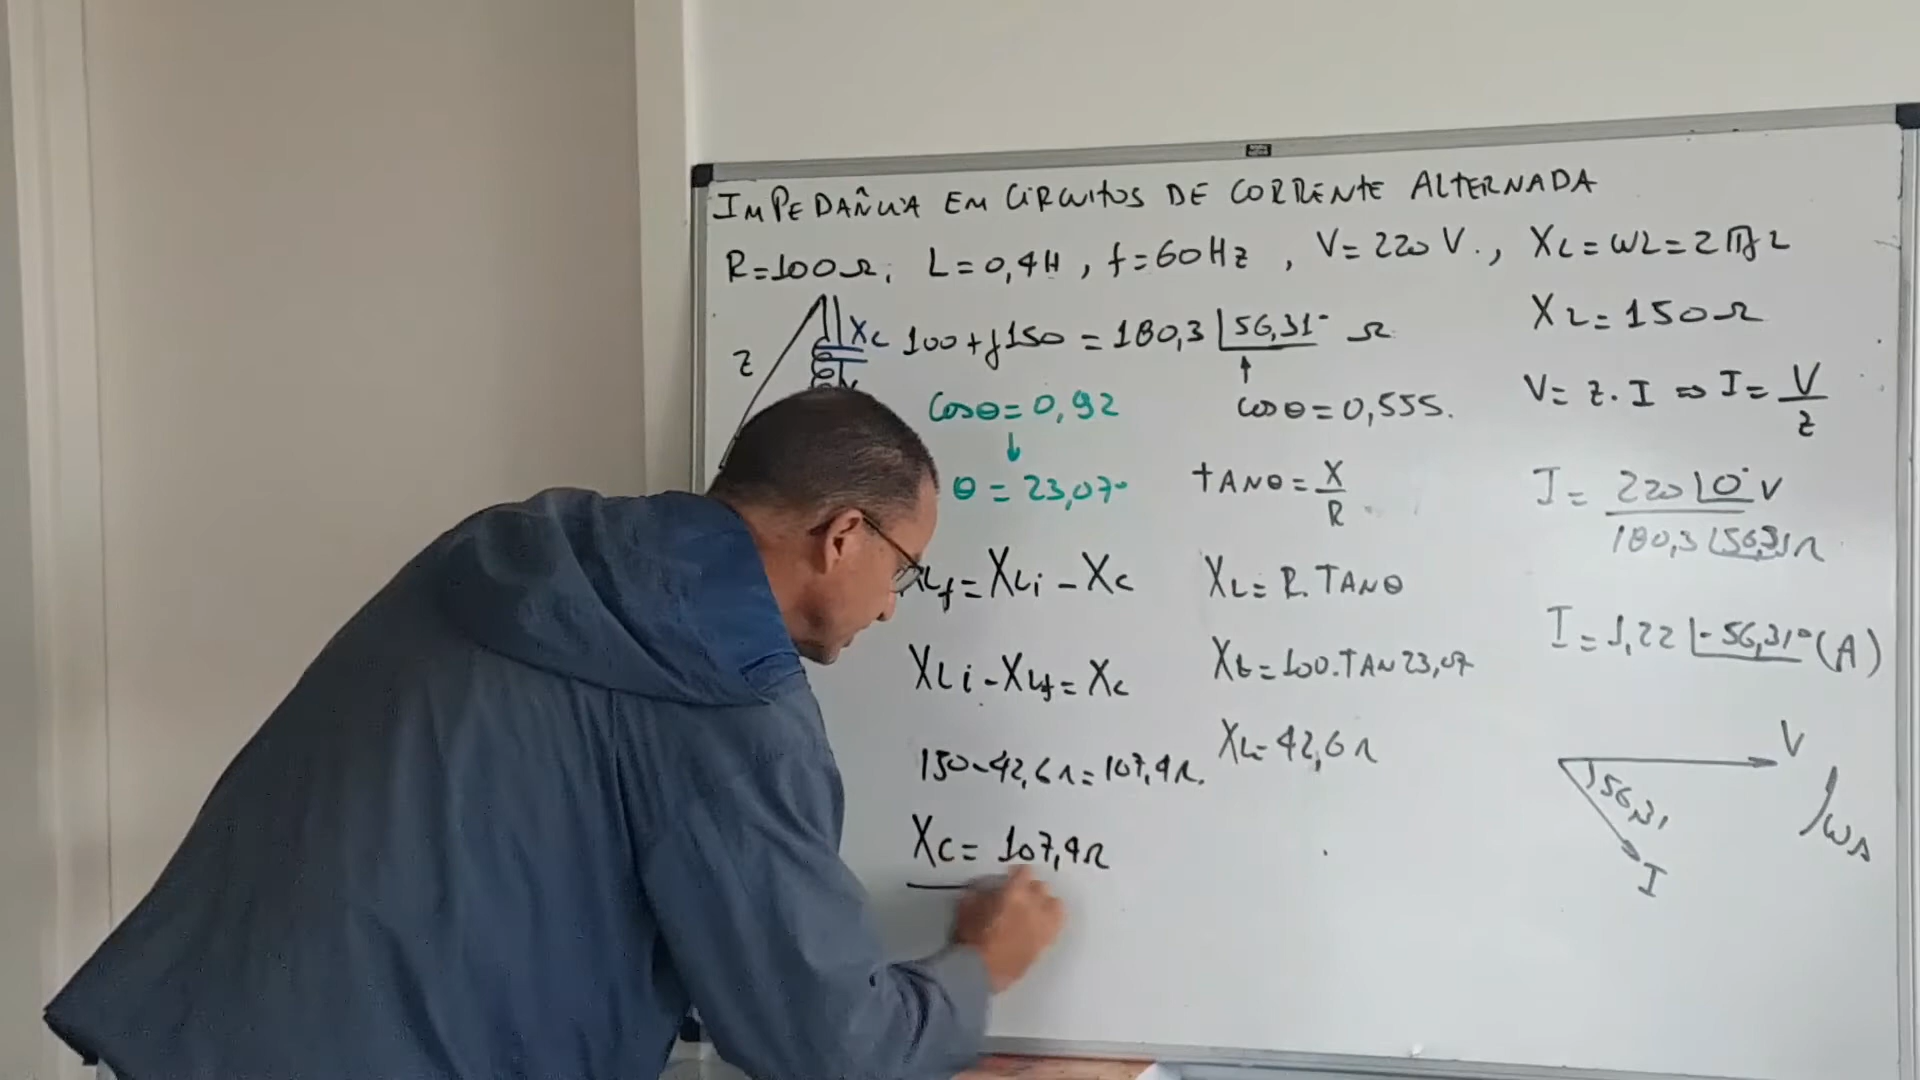 IMPEDAÑCIA EM CIRCUITOS DE CORRENTE ALTERNADA
R=100Ω; L=0,4H, f=60Hz, V=220V., XL=ωL=2πfL
Z
XC
100+j150=180,3∠56,31° Ω
XL=150Ω
cosθ=0,92
↓
θ=23,07°
↑
cosθ=0,555.
V=Z.I ⇒ I=V/Z
TANθ=X/R
I=220∠0°V/180,3∠56,31Ω
XLf=XLi-XC
XL=R.TANθ
I=1,22∠-56,31°(A)
XLi-XLf=XC
XL=100.TAN23,07
150-42,6Ω=107,4Ω.
XL=42,6Ω
XC=107,4Ω
V
56,31
I